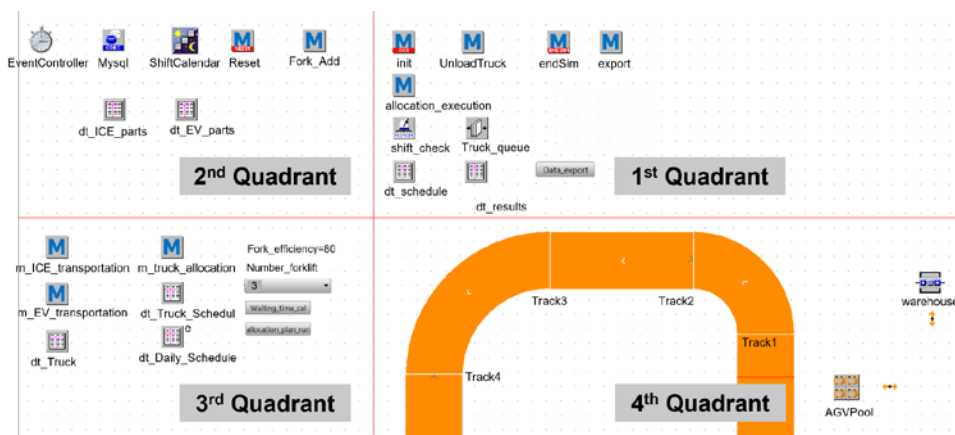 EventController Mysql ShiftCalendar Reset Fork_Add
dt_ICE_parts dt_EV_parts
2nd Quadrant
init UnloadTruck endSim export
allocation_execution
shift_check Truck_queue
dt_schedule
Data_export
dt_results
1st Quadrant
m_ICE_transportation m_truck_allocation
m_EV_transportation dt_Truck_Schedul
e
dt_Truck dt_Daily_Schedule
Fork_efficiency=80
Number_forklift
3
Waiting_time_cal
allocation_plan_run
3rd Quadrant
Track3 Track2
Track1
Track4
warehouse
AGVPool
4th Quadrant